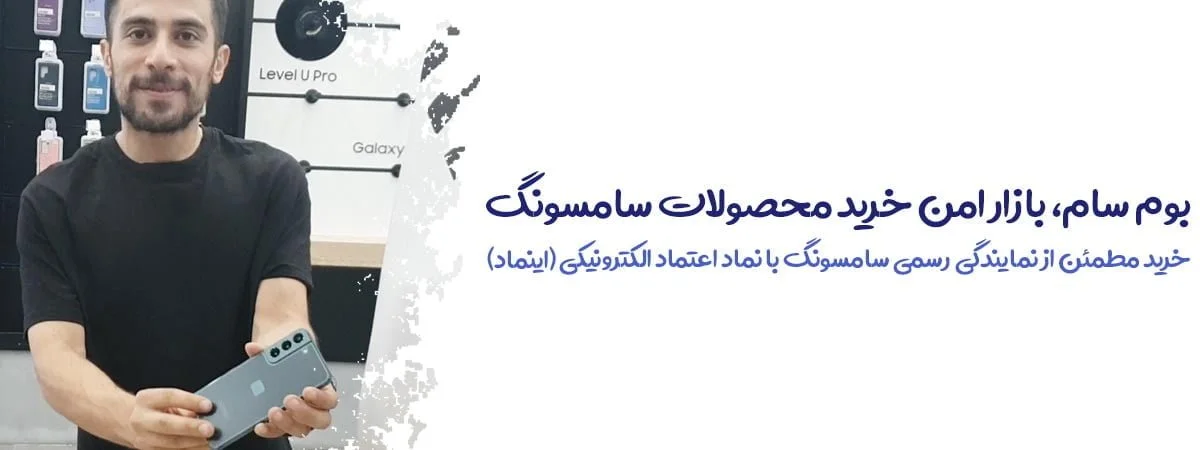 Level U Pro
Galaxy
بوم سام، بازار امن خرید محصولات سامسونگ
خرید مطمئن از نمایندگی رسمی سامسونگ با نماد اعتماد الکترونیکی (اینماد)